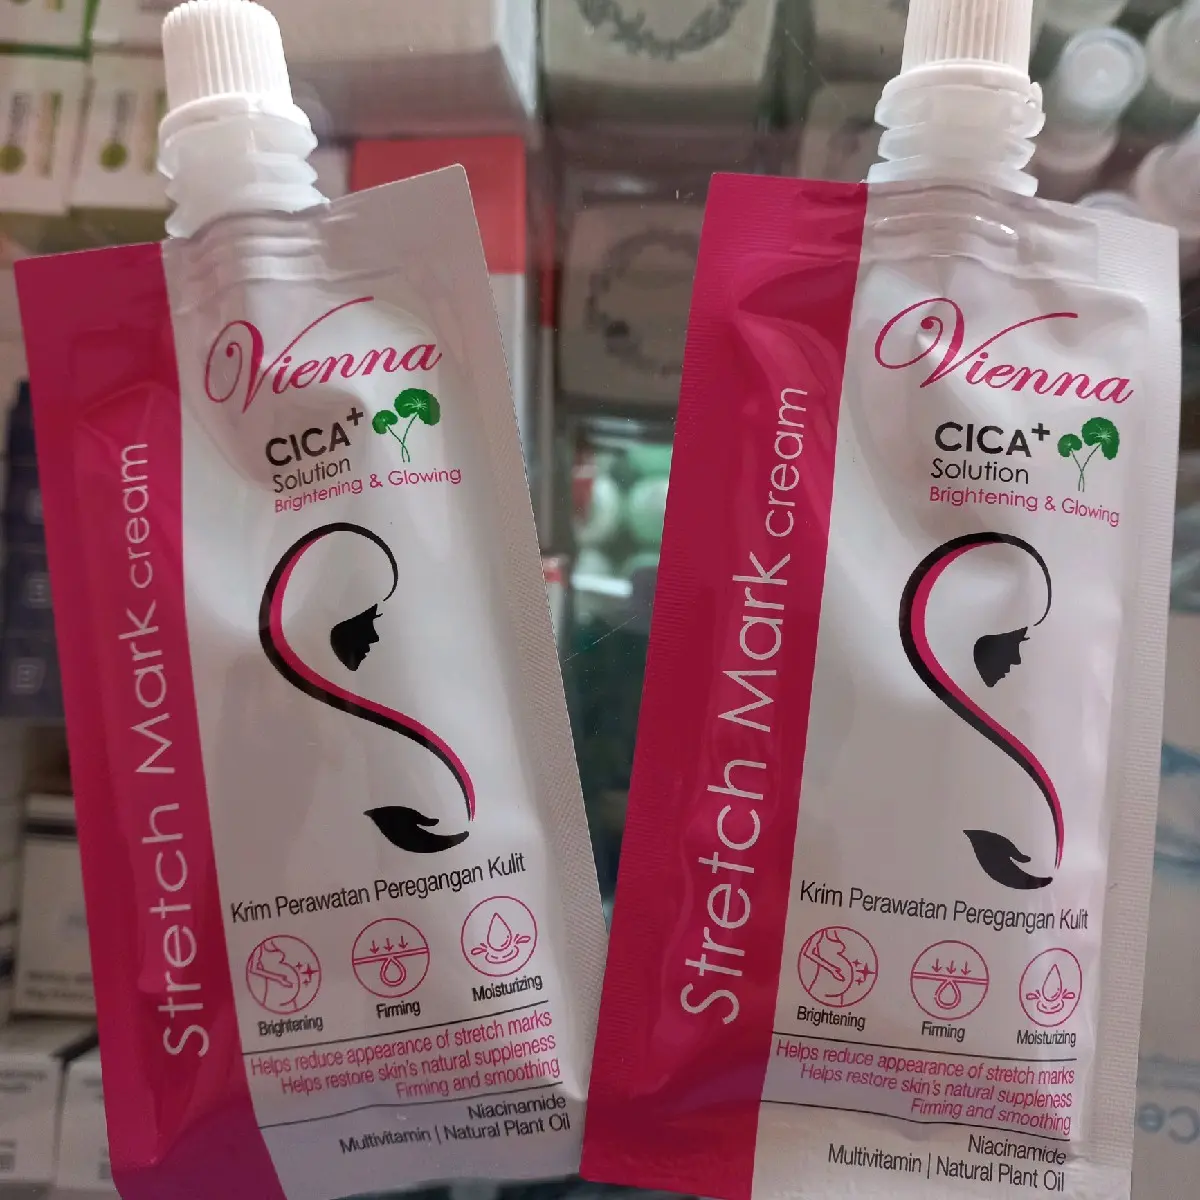 Vienna
CICA+
Solution
Brightening & Glowing
Stretch Mark cream
Krim Perawatan Peregangan Kulit
Brightening
Firming
Moisturizing
Helps reduce appearance of stretch marks
Helps restore skin's natural suppleness
Firming and smoothing
Niacinamide
Multivitamin | Natural Plant Oil
Vienna
CICA+
Solution
Brightening & Glowing
Stretch Mark cream
Krim Perawatan Peregangan Kulit
Brightening
Firming
Moisturizing
Helps reduce appearance of stretch marks
Helps restore skin's natural suppleness
Firming and smoothing
Niacinamide
Multivitamin | Natural Plant Oil